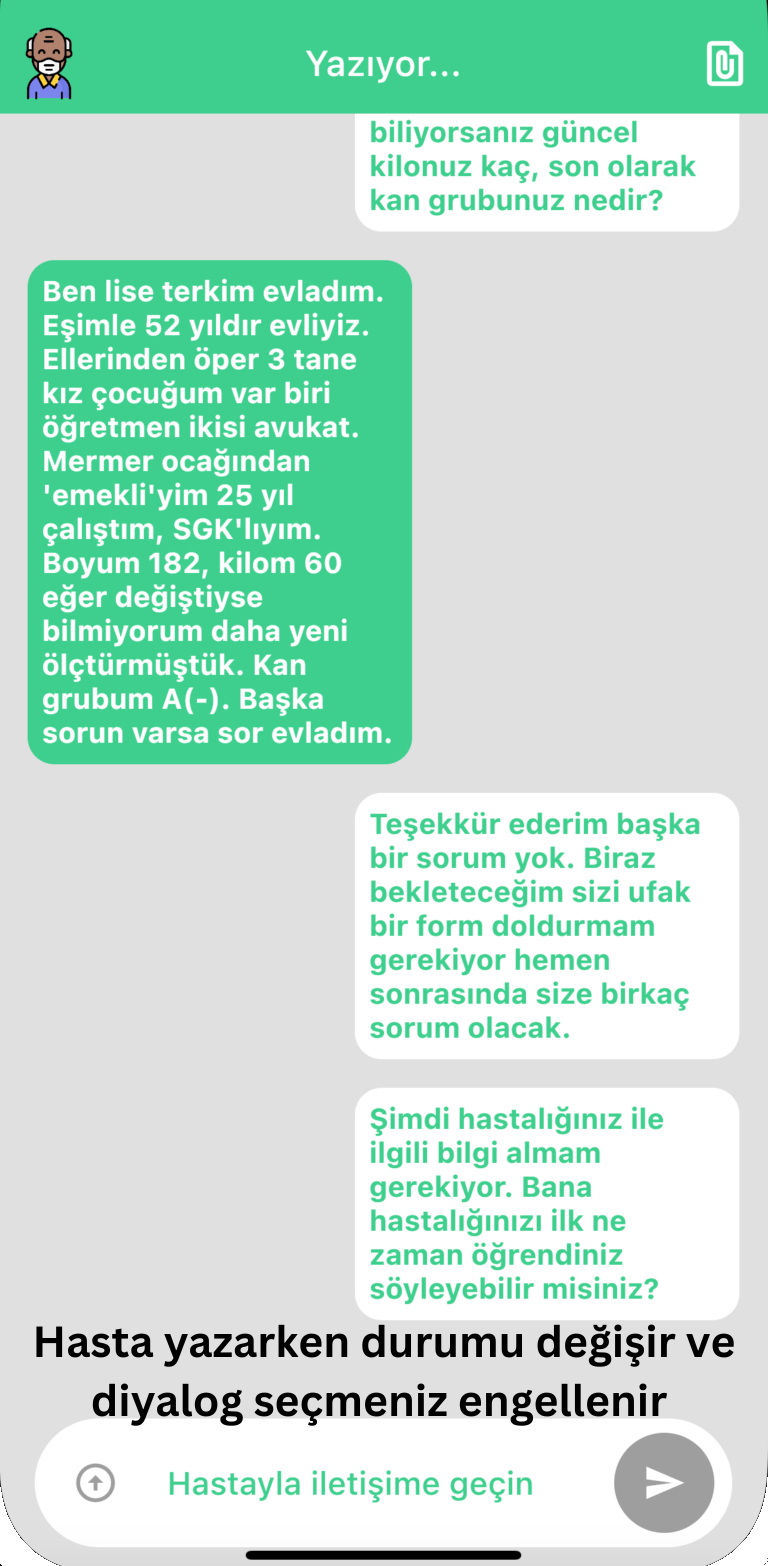 Yazıyor...
biliyorsanız güncel
kilonuz kaç, son olarak
kan grubunuz nedir?
Ben lise terkim evladım.
Eşimle 52 yıldır evliyiz.
Ellerinden öper 3 tane
kız çocuğum var biri
öğretmen ikisi avukat.
Mermer ocağından
'emekli'yim 25 yıl
çalıştım, SGK'lıyım.
Boyum 182, kilom 60
eğer değiştiyse
bilmiyorum daha yeni
ölçtürmüştük. Kan
grubum A(-). Başka
sorun varsa sor evladım.
Teşekkür ederim başka
bir sorum yok. Biraz
bekleteceğim sizi ufak
bir form doldurmam
gerekiyor hemen
sonrasında size birkaç
sorum olacak.
Şimdi hastalığınız ile
ilgili bilgi almam
gerekiyor. Bana
hastalığınızı ilk ne
zaman öğrendiniz
söyleyebilir misiniz?
Hasta yazarken durumu değişir ve
diyalog seçmeniz engellenir
Hastayla iletişime geçin